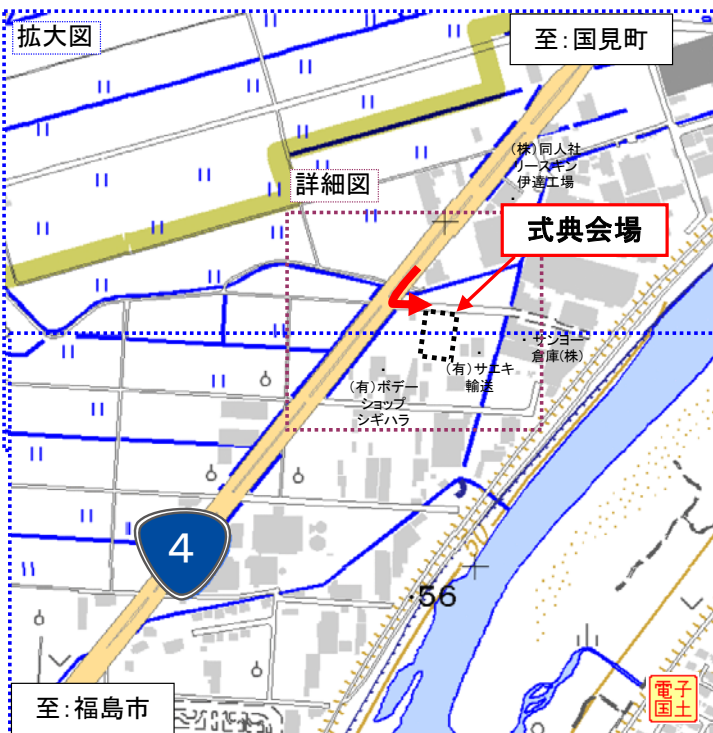 拡大図
至:国見町
(株)同人社
リースキン
伊達工場
詳細図
式典会場
・サンヨー
倉庫(株)
(有)サエキ
輸送
(有)ボデー
ショップ
シギハラ
4
50
・56
至:福島市
電子
国土